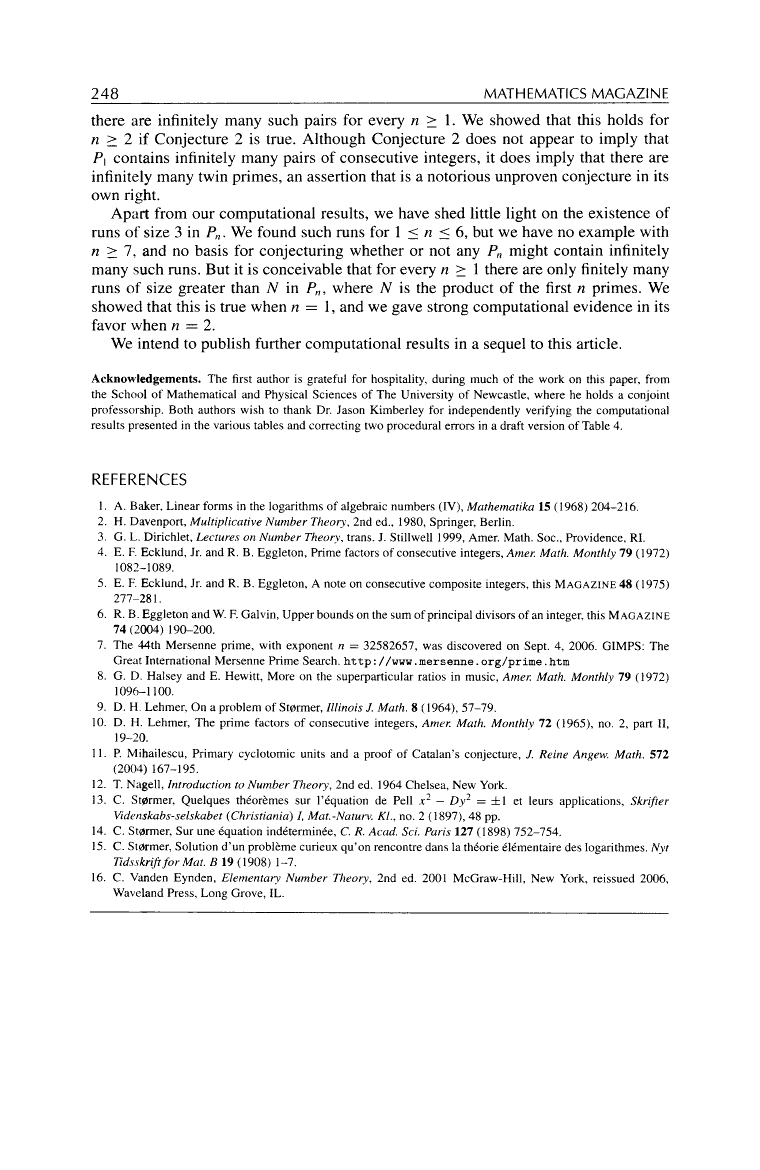 248 MATHEMATICS MAGAZINE
there are infinitely many such pairs for every n ≥ 1. We showed that this holds for
n ≥ 2 if Conjecture 2 is true. Although Conjecture 2 does not appear to imply that
P₁ contains infinitely many pairs of consecutive integers, it does imply that there are
infinitely many twin primes, an assertion that is a notorious unproven conjecture in its
own right.
Apart from our computational results, we have shed little light on the existence of
runs of size 3 in Pₙ. We found such runs for 1 ≤ n ≤ 6, but we have no example with
n ≥ 7, and no basis for conjecturing whether or not any Pₙ might contain infinitely
many such runs. But it is conceivable that for every n ≥ 1 there are only finitely many
runs of size greater than N in Pₙ, where N is the product of the first n primes. We
showed that this is true when n = 1, and we gave strong computational evidence in its
favor when n = 2.
We intend to publish further computational results in a sequel to this article.
Acknowledgements. The first author is grateful for hospitality, during much of the work on this paper, from
the School of Mathematical and Physical Sciences of The University of Newcastle, where he holds a conjoint
professorship. Both authors wish to thank Dr. Jason Kimberley for independently verifying the computational
results presented in the various tables and correcting two procedural errors in a draft version of Table 4.
REFERENCES
1. A. Baker, Linear forms in the logarithms of algebraic numbers (IV), Mathematika 15 (1968) 204–216.
2. H. Davenport, Multiplicative Number Theory, 2nd ed., 1980, Springer, Berlin.
3. G. L. Dirichlet, Lectures on Number Theory, trans. J. Stillwell 1999, Amer. Math. Soc., Providence, RI.
4. E. F. Ecklund, Jr. and R. B. Eggleton, Prime factors of consecutive integers, Amer. Math. Monthly 79 (1972)
1082–1089.
5. E. F. Ecklund, Jr. and R. B. Eggleton, A note on consecutive composite integers, this MAGAZINE 48 (1975)
277–281.
6. R. B. Eggleton and W. F. Galvin, Upper bounds on the sum of principal divisors of an integer, this MAGAZINE
74 (2004) 190–200.
7. The 44th Mersenne prime, with exponent n = 32582657, was discovered on Sept. 4, 2006. GIMPS: The
Great International Mersenne Prime Search. http://www.mersenne.org/prime.htm
8. G. D. Halsey and E. Hewitt, More on the superparticular ratios in music, Amer. Math. Monthly 79 (1972)
1096–1100.
9. D. H. Lehmer, On a problem of Størmer, Illinois J. Math. 8 (1964), 57–79.
10. D. H. Lehmer, The prime factors of consecutive integers, Amer. Math. Monthly 72 (1965), no. 2, part II,
19–20.
11. P. Mihailescu, Primary cyclotomic units and a proof of Catalan's conjecture, J. Reine Angew. Math. 572
(2004) 167–195.
12. T. Nagell, Introduction to Number Theory, 2nd ed. 1964 Chelsea, New York.
13. C. Størmer, Quelques théorèmes sur l'équation de Pell x² − Dy² = ±1 et leurs applications, Skrifter
Videnskabs-selskabet (Christiania) I, Mat.-Naturv. Kl., no. 2 (1897), 48 pp.
14. C. Størmer, Sur une équation indéterminée, C. R. Acad. Sci. Paris 127 (1898) 752–754.
15. C. Størmer, Solution d'un problème curieux qu'on rencontre dans la théorie élémentaire des logarithmes. Nyt
Tidsskrift for Mat. B 19 (1908) 1–7.
16. C. Vanden Eynden, Elementary Number Theory, 2nd ed. 2001 McGraw-Hill, New York, reissued 2006,
Waveland Press, Long Grove, IL.